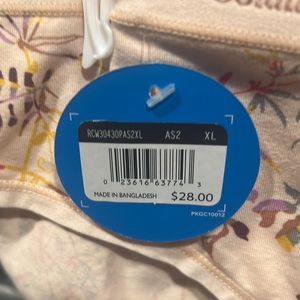 RCW30430PAS2XL AS2 XL
0 23616 63774 3
MADE IN BANGLADESH $28.00
PKGC10012